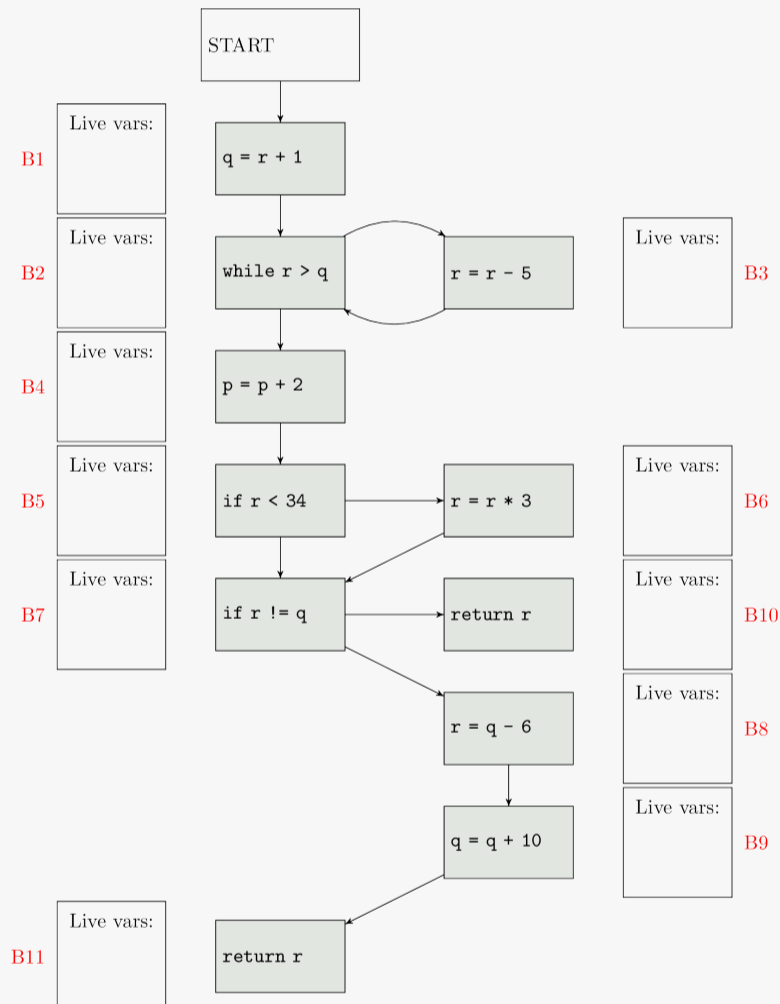 START
Live vars:
B1
q = r + 1
Live vars:
B2
while r > q
r = r - 5
Live vars:
B3
Live vars:
B4
p = p + 2
Live vars:
B5
if r < 34
r = r * 3
Live vars:
B6
Live vars:
B7
if r != q
return r
Live vars:
B10
r = q - 6
Live vars:
B8
q = q + 10
Live vars:
B9
Live vars:
B11
return r